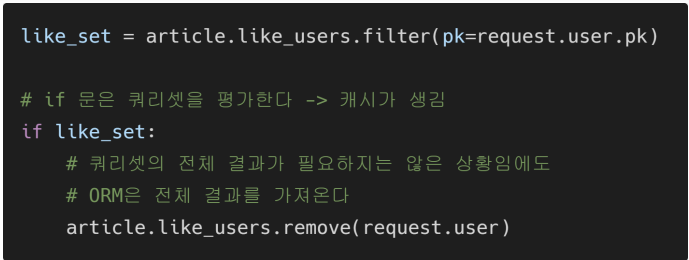 like_set = article.like_users.filter(pk=request.user.pk)
# if 문은 쿼리셋을 평가한다 -> 캐시가 생김
if like_set:
    # 쿼리셋의 전체 결과가 필요하지는 않은 상황임에도
    # ORM은 전체 결과를 가져온다
    article.like_users.remove(request.user)